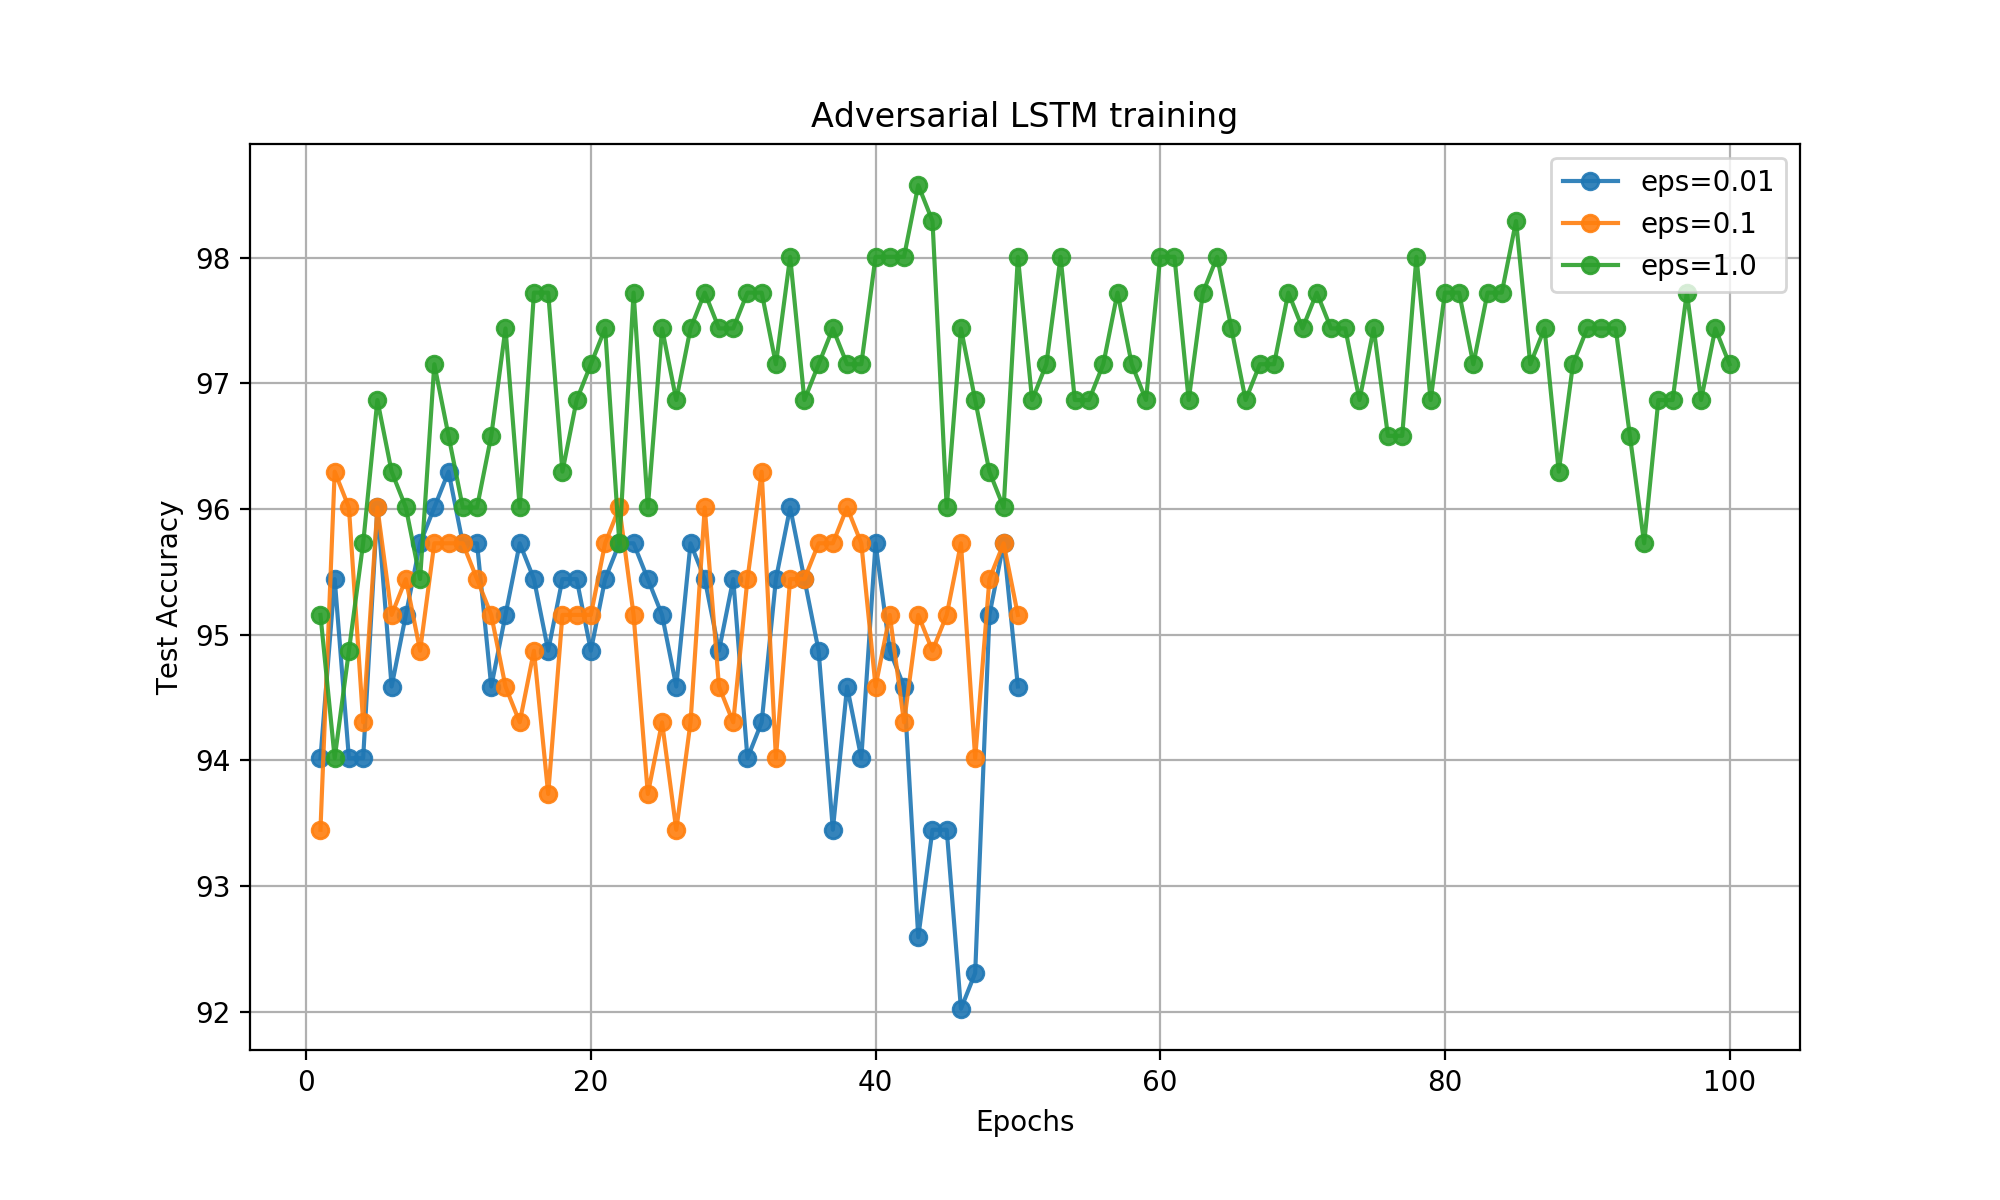 Adversarial LSTM training
eps=0.01
eps=0.1
eps=1.0
98
97
96
95
94
93
92
Test Accuracy
0 20 40 60 80 100
Epochs